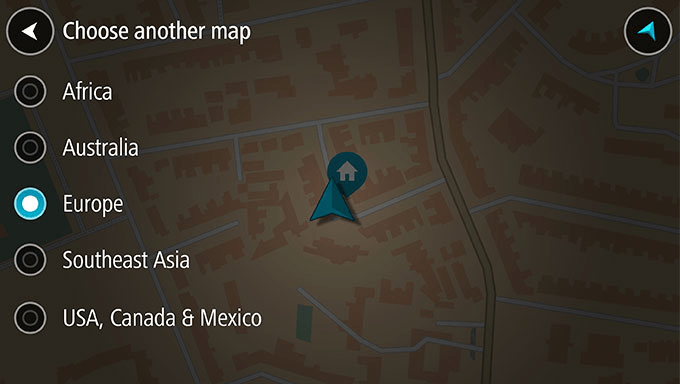 Choose another map
Africa
Australia
Europe
Southeast Asia
USA, Canada & Mexico